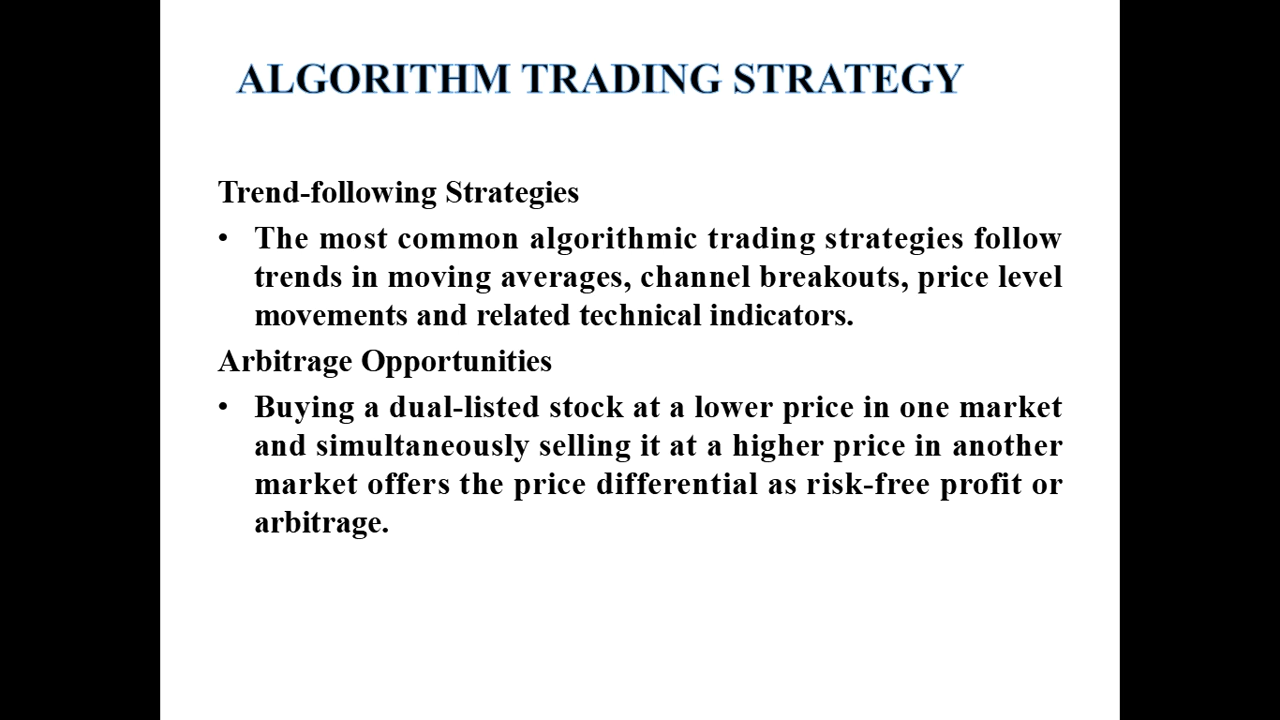 ALGORITHM TRADING STRATEGY
Trend-following Strategies
• The most common algorithmic trading strategies follow
trends in moving averages, channel breakouts, price level
movements and related technical indicators.
Arbitrage Opportunities
• Buying a dual-listed stock at a lower price in one market
and simultaneously selling it at a higher price in another
market offers the price differential as risk-free profit or
arbitrage.